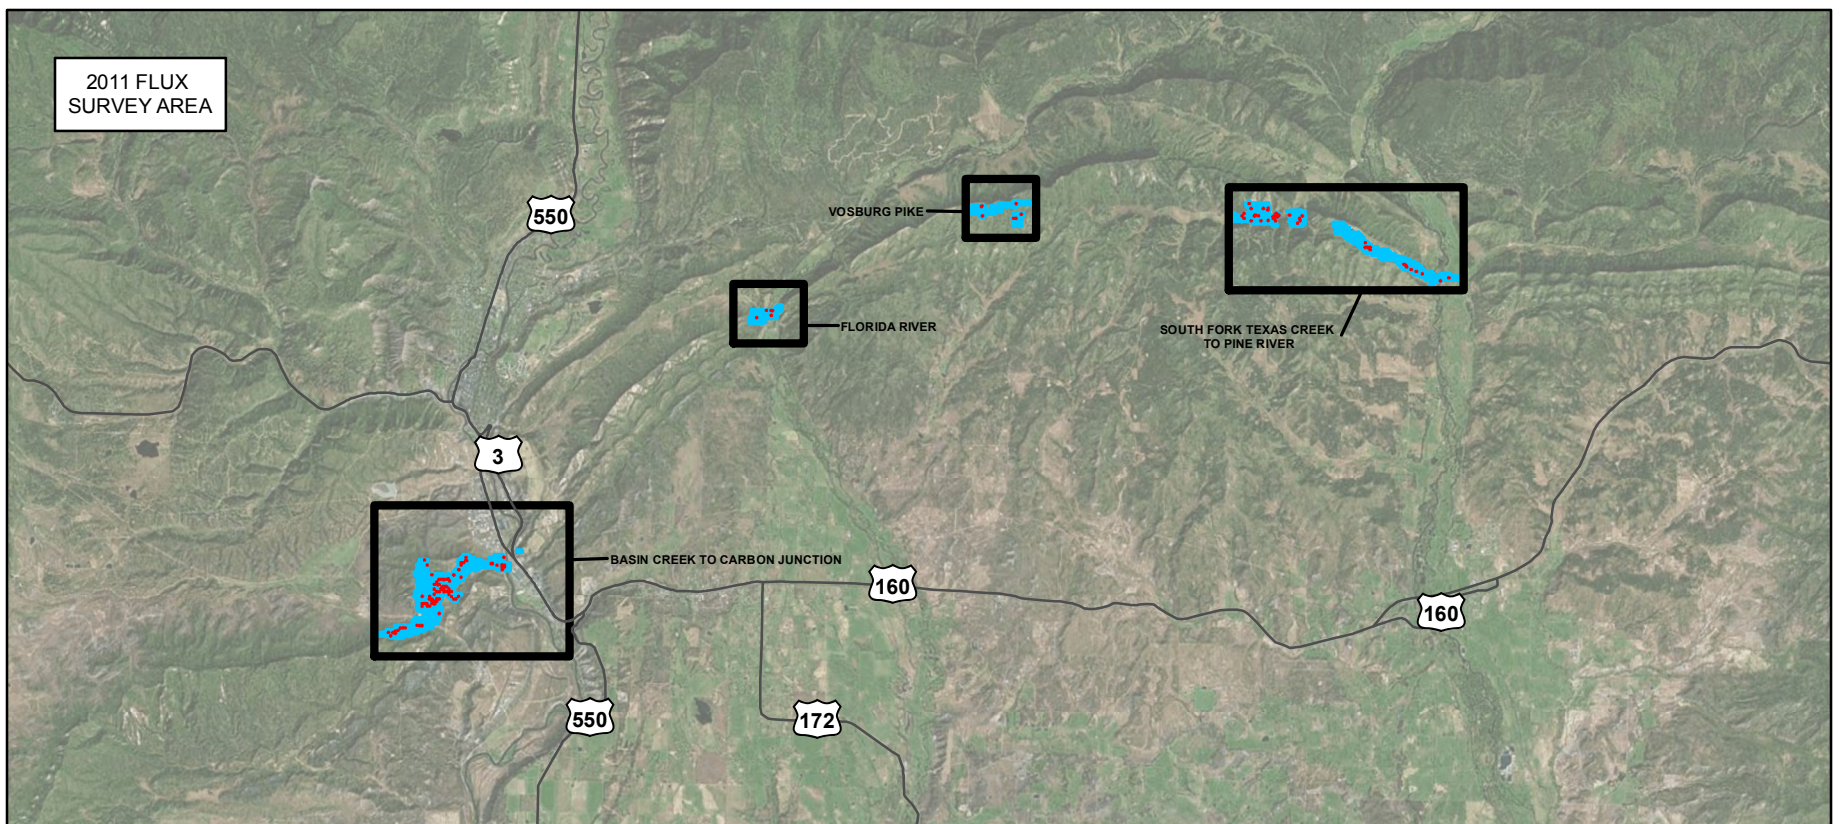 2011 FLUX
SURVEY AREA
550
VOSBURG PIKE
FLORIDA RIVER
SOUTH FORK TEXAS CREEK
TO PINE RIVER
3
BASIN CREEK TO CARBON JUNCTION
160
160
550
172